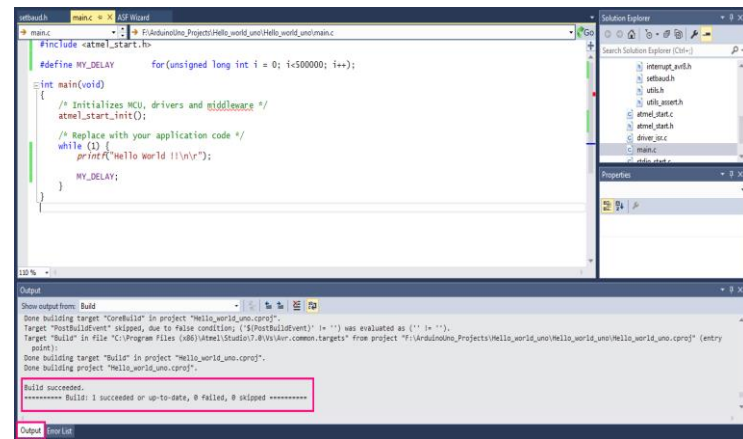 setbaud.h main.c ASF Wizard
main.c F:\ArduinoUno_Projects\Hello_world_uno\Hello_world_uno\main.c Go
#include <atmel_start.h>
#define MY_DELAY for(unsigned long int i = 0; i<500000; i++);
int main(void)
{
/* Initializes MCU, drivers and middleware */
atmel_start_init();
/* Replace with your application code */
while (1) {
printf("Hello World !!\n\r");
MY_DELAY;
}
}
110 %
Solution Explorer
Search Solution Explorer (Ctrl+;)
interrupt_avr8.h
setbaud.h
utils.h
utils_assert.h
atmel_start.c
atmel_start.h
driver_isr.c
main.c
stdio_start.c
Properties
Output
Show output from: Build
Done building target "CoreBuild" in project "Hello_world_uno.cproj".
Target "PostBuildEvent" skipped, due to false condition; ('$(PostBuildEvent)' != '') was evaluated as ('' != '').
Target "Build" in file "C:\Program Files (x86)\Atmel\Studio\7.0\Vs\Avr.common.targets" from project "F:\ArduinoUno_Projects\Hello_world_uno\Hello_world_uno\Hello_world_uno.cproj" (entry
point):
Done building target "Build" in project "Hello_world_uno.cproj".
Done building project "Hello_world_uno.cproj".
Build succeeded.
========== Build: 1 succeeded or up-to-date, 0 failed, 0 skipped ==========
Output Error List